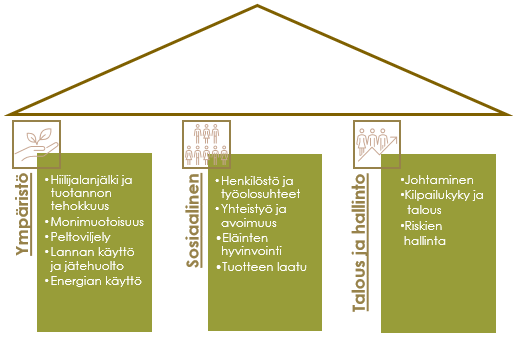 Ympäristö
•Hiilijalanjälki ja
tuotannon
tehokkuus
•Monimuotoisuus
•Peltoviljely
•Lannan käyttö
ja jätehuolto
•Energian käyttö
Sosiaalinen
•Henkilöstö ja
työolosuhteet
•Yhteistyö ja
avoimuus
•Eläinten
hyvinvointi
•Tuotteen laatu
Talous ja hallinto
•Johtaminen
•Kilpailukyky ja
talous
•Riskien
hallinta